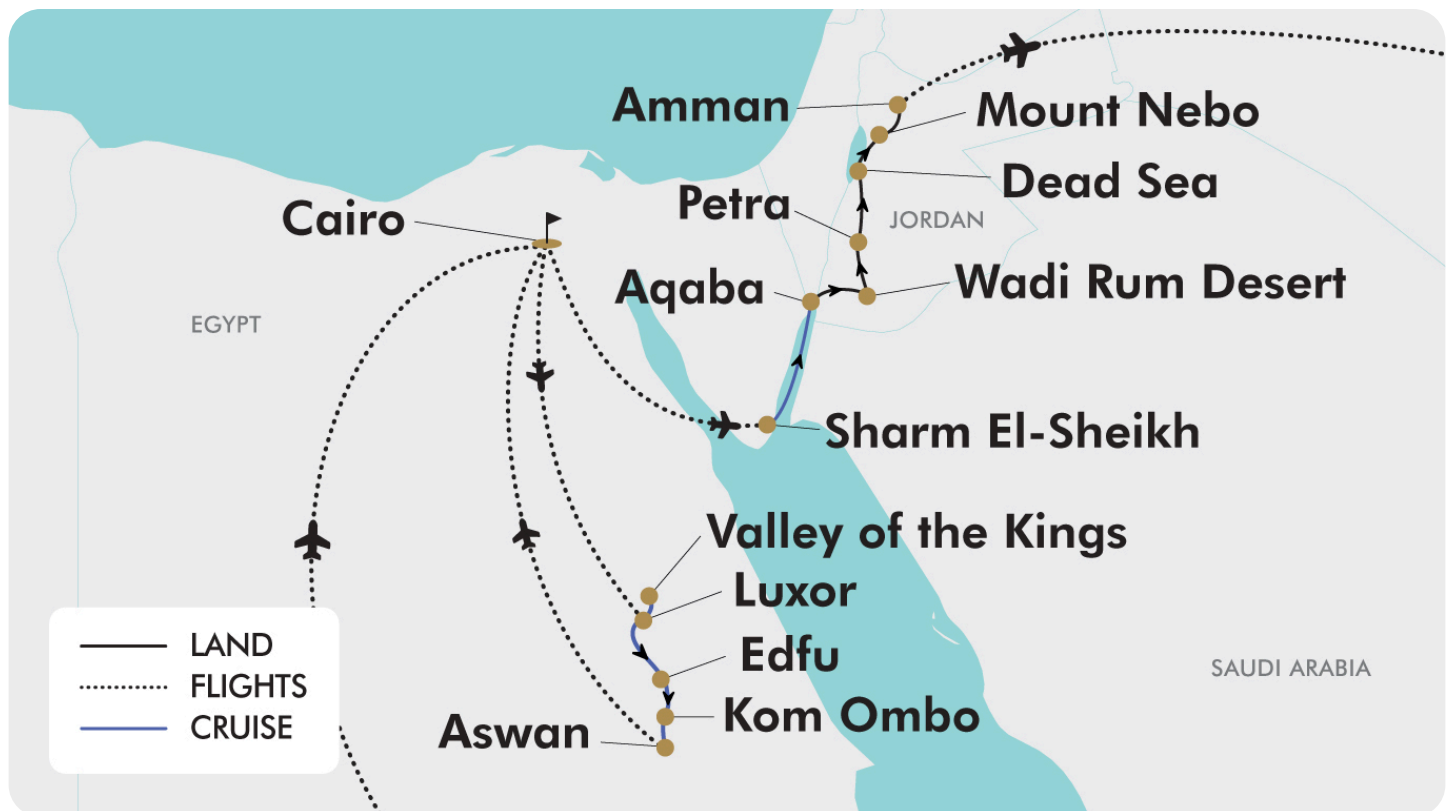 Amman
Mount Nebo
Dead Sea
Petra
JORDAN
Cairo
Aqaba
Wadi Rum Desert
EGYPT
Sharm El-Sheikh
Valley of the Kings
Luxor
Edfu
SAUDI ARABIA
Kom Ombo
Aswan
LAND
FLIGHTS
CRUISE